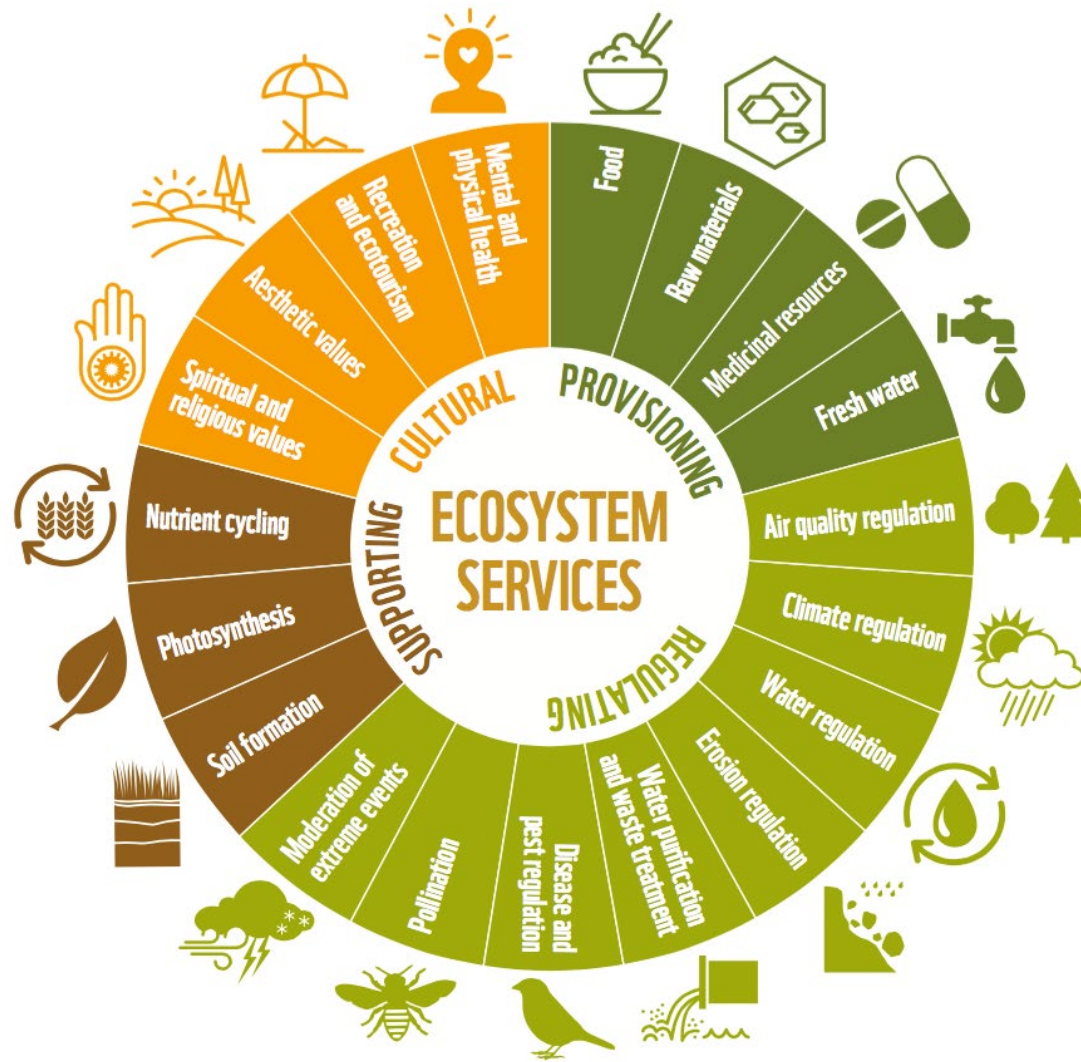 ECOSYSTEM
SERVICES
PROVISIONING
Food
Raw materials
Medicinal resources
Fresh water
REGULATING
Air quality regulation
Climate regulation
Water regulation
Erosion regulation
Water purification
and waste treatment
Disease and
pest regulation
Pollination
Moderation of
extreme events
SUPPORTING
Soil formation
Photosynthesis
Nutrient cycling
CULTURAL
Spiritual and
religious values
Aesthetic values
Recreation
and ecotourism
Mental and
physical health